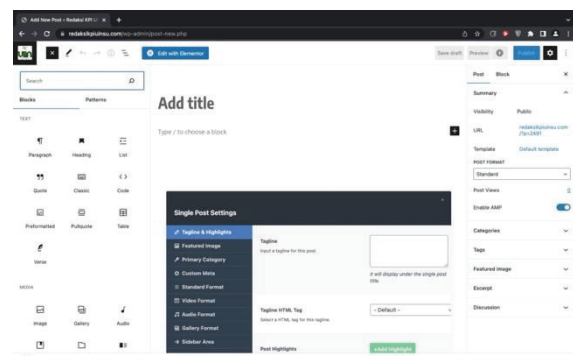 Add New Post ‹ Redaksi KPI U
redaksikpiuinsu.com/wp-admin/post-new.php
Edit with Elementor
Save draft
Preview
Publish
Search
Blocks
Patterns
TEXT
Paragraph
Heading
List
Quote
Classic
Code
Preformatted
Pullquote
Table
Verse
MEDIA
Image
Gallery
Audio
Add title
Type / to choose a block
Single Post Settings
Tagline & Highlights
Featured Image
Primary Category
Custom Meta
Standard Format
Video Format
Audio Format
Gallery Format
Sidebar Area
Tagline
Input a tagline for this post.
It will display under the single post
title.
Tagline HTML Tag
Select a HTML tag for this tagline.
- Default -
Post Highlights
+Add Highlight
Post
Block
Summary
Visibility
Public
URL
redaksikpiuinsu.com
/?p=2491
Template
Default template
POST FORMAT
Standard
Post Views
0
Enable AMP
Categories
Tags
Featured image
Excerpt
Discussion